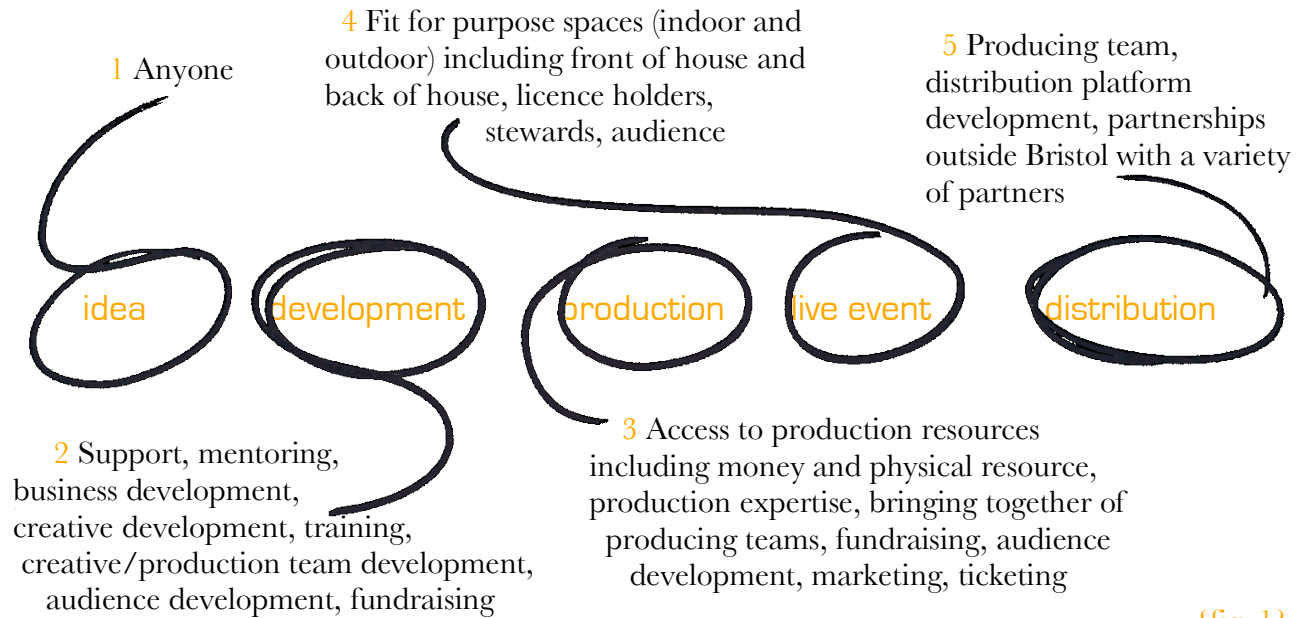 1 Anyone
4 Fit for purpose spaces (indoor and
outdoor) including front of house and
back of house, licence holders,
stewards, audience
5 Producing team,
distribution platform
development, partnerships
outside Bristol with a variety
of partners
idea
development
production
live event
distribution
2 Support, mentoring,
business development,
creative development, training,
creative/production team development,
audience development, fundraising
3 Access to production resources
including money and physical resource,
production expertise, bringing together of
producing teams, fundraising, audience
development, marketing, ticketing